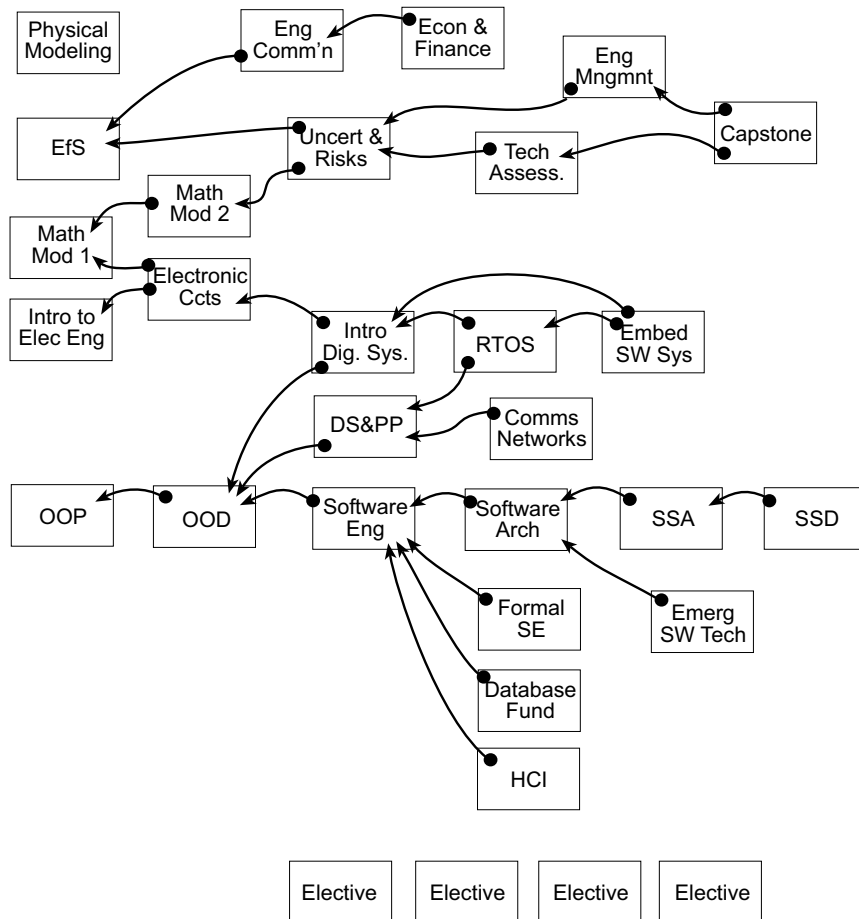 Physical
Modeling
Eng
Comm'n
Econ &
Finance
Eng
Mngmnt
EfS
Uncert &
Risks
Tech
Assess.
Capstone
Math
Mod 2
Math
Mod 1
Electronic
Ccts
Intro to
Elec Eng
Intro
Dig. Sys.
RTOS
Embed
SW Sys
DS&PP
Comms
Networks
OOP
OOD
Software
Eng
Software
Arch
SSA
SSD
Formal
SE
Emerg
SW Tech
Database
Fund
HCI
Elective
Elective
Elective
Elective